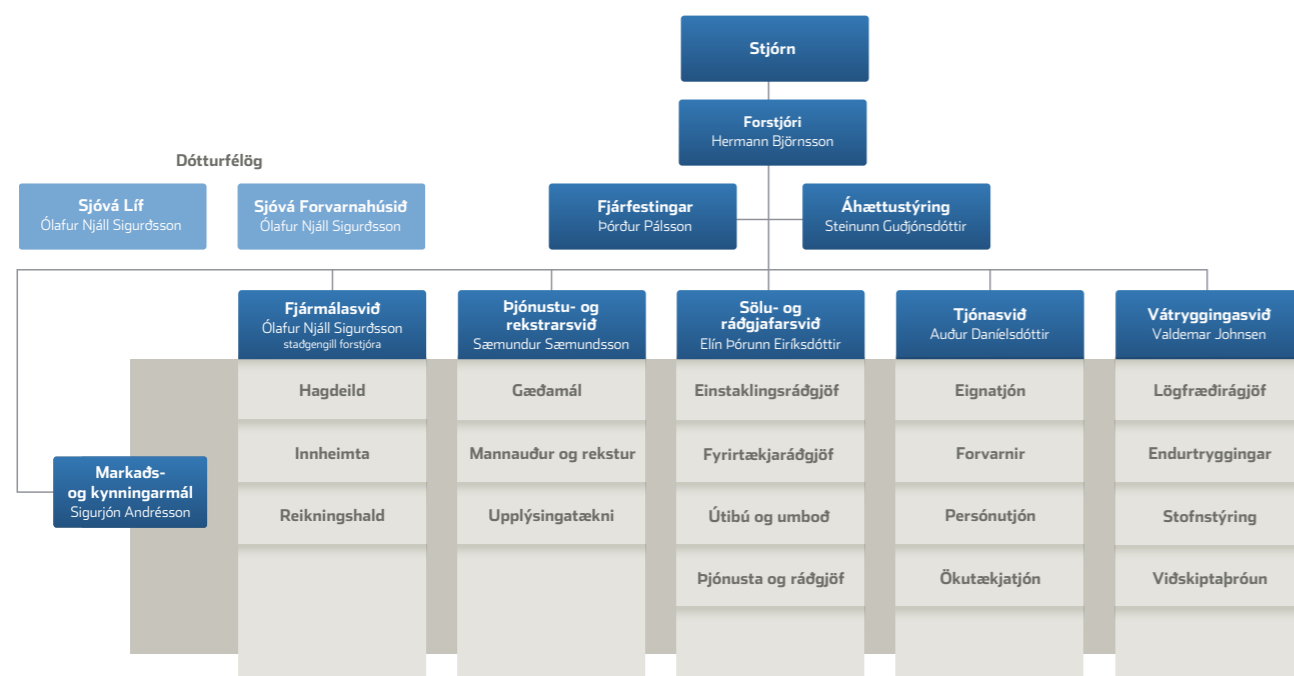 Stjórn
Forstjóri
Hermann Björnsson
Dótturfélög
Sjóvá Líf
Ólafur Njáll Sigurðsson
Sjóvá Forvarnahúsið
Ólafur Njáll Sigurðsson
Fjárfestingar
Þórður Pálsson
Áhættustýring
Steinunn Guðjónsdóttir
Fjármálasvið
Ólafur Njáll Sigurðsson
staðgengill forstjóra
Hagdeild
Innheimta
Reikningshald
Þjónustu- og
rekstrarsvið
Sæmundur Sæmundsson
Gæðamál
Mannauður og rekstur
Upplýsingatækni
Sölu- og
ráðgjafarsvið
Elín Þórunn Eiríksdóttir
Einstaklingsráðgjöf
Fyrirtækjaráðgjöf
Útibú og umboð
Þjónusta og ráðgjöf
Tjónasvið
Auður Daníelsdóttir
Eignatjón
Forvarnir
Persónutjón
Ökutækjatjón
Vátryggingasvið
Valdemar Johnsen
Lögfræðirágjöf
Endurtryggingar
Stofnstýring
Viðskiptaþróun
Markaðs-
og kynningarmál
Sigurjón Andrésson